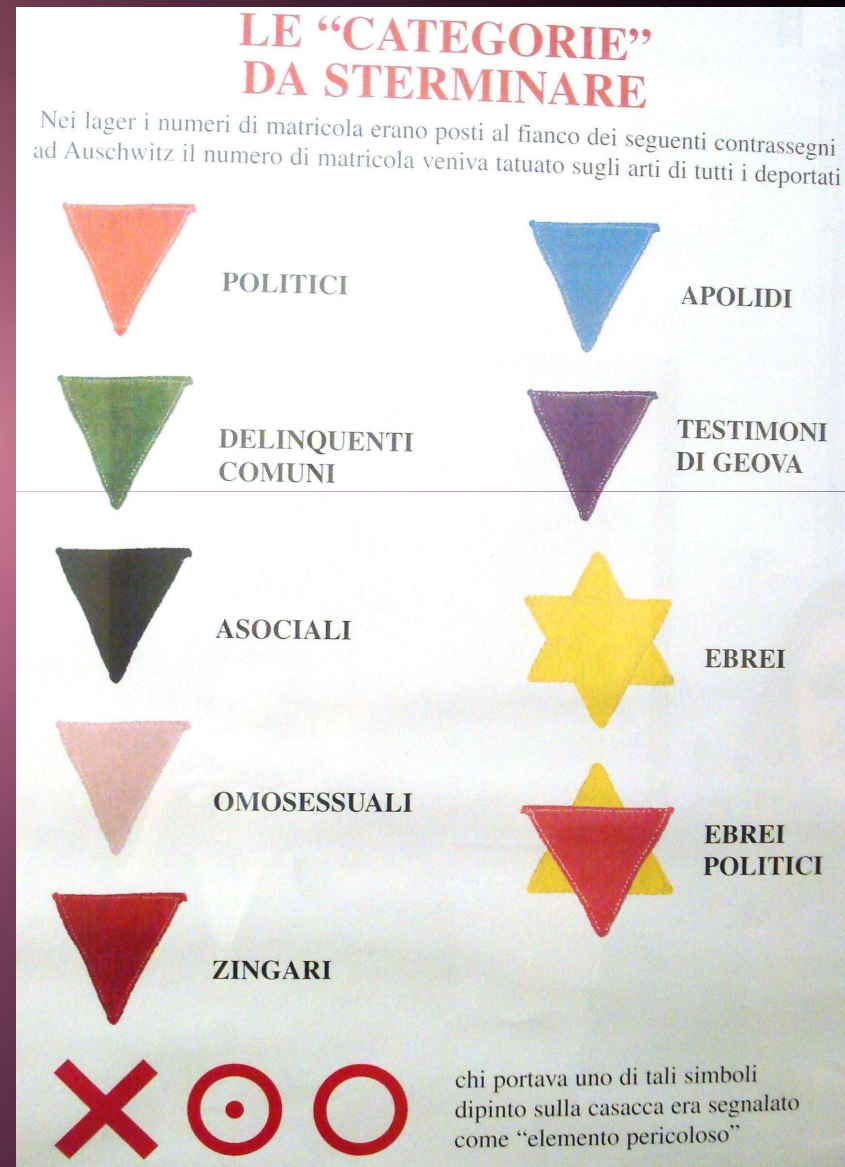 LE “CATEGORIE”
DA STERMINARE
Nei lager i numeri di matricola erano posti al fianco dei seguenti contrassegni
ad Auschwitz il numero di matricola veniva tatuato sugli arti di tutti i deportati
POLITICI
DELINQUENTI
COMUNI
ASOCIALI
OMOSESSUALI
ZINGARI
APOLIDI
TESTIMONI
DI GEOVA
EBREI
EBREI
POLITICI
chi portava uno di tali simboli
dipinto sulla casacca era segnalato
come “elemento pericoloso”